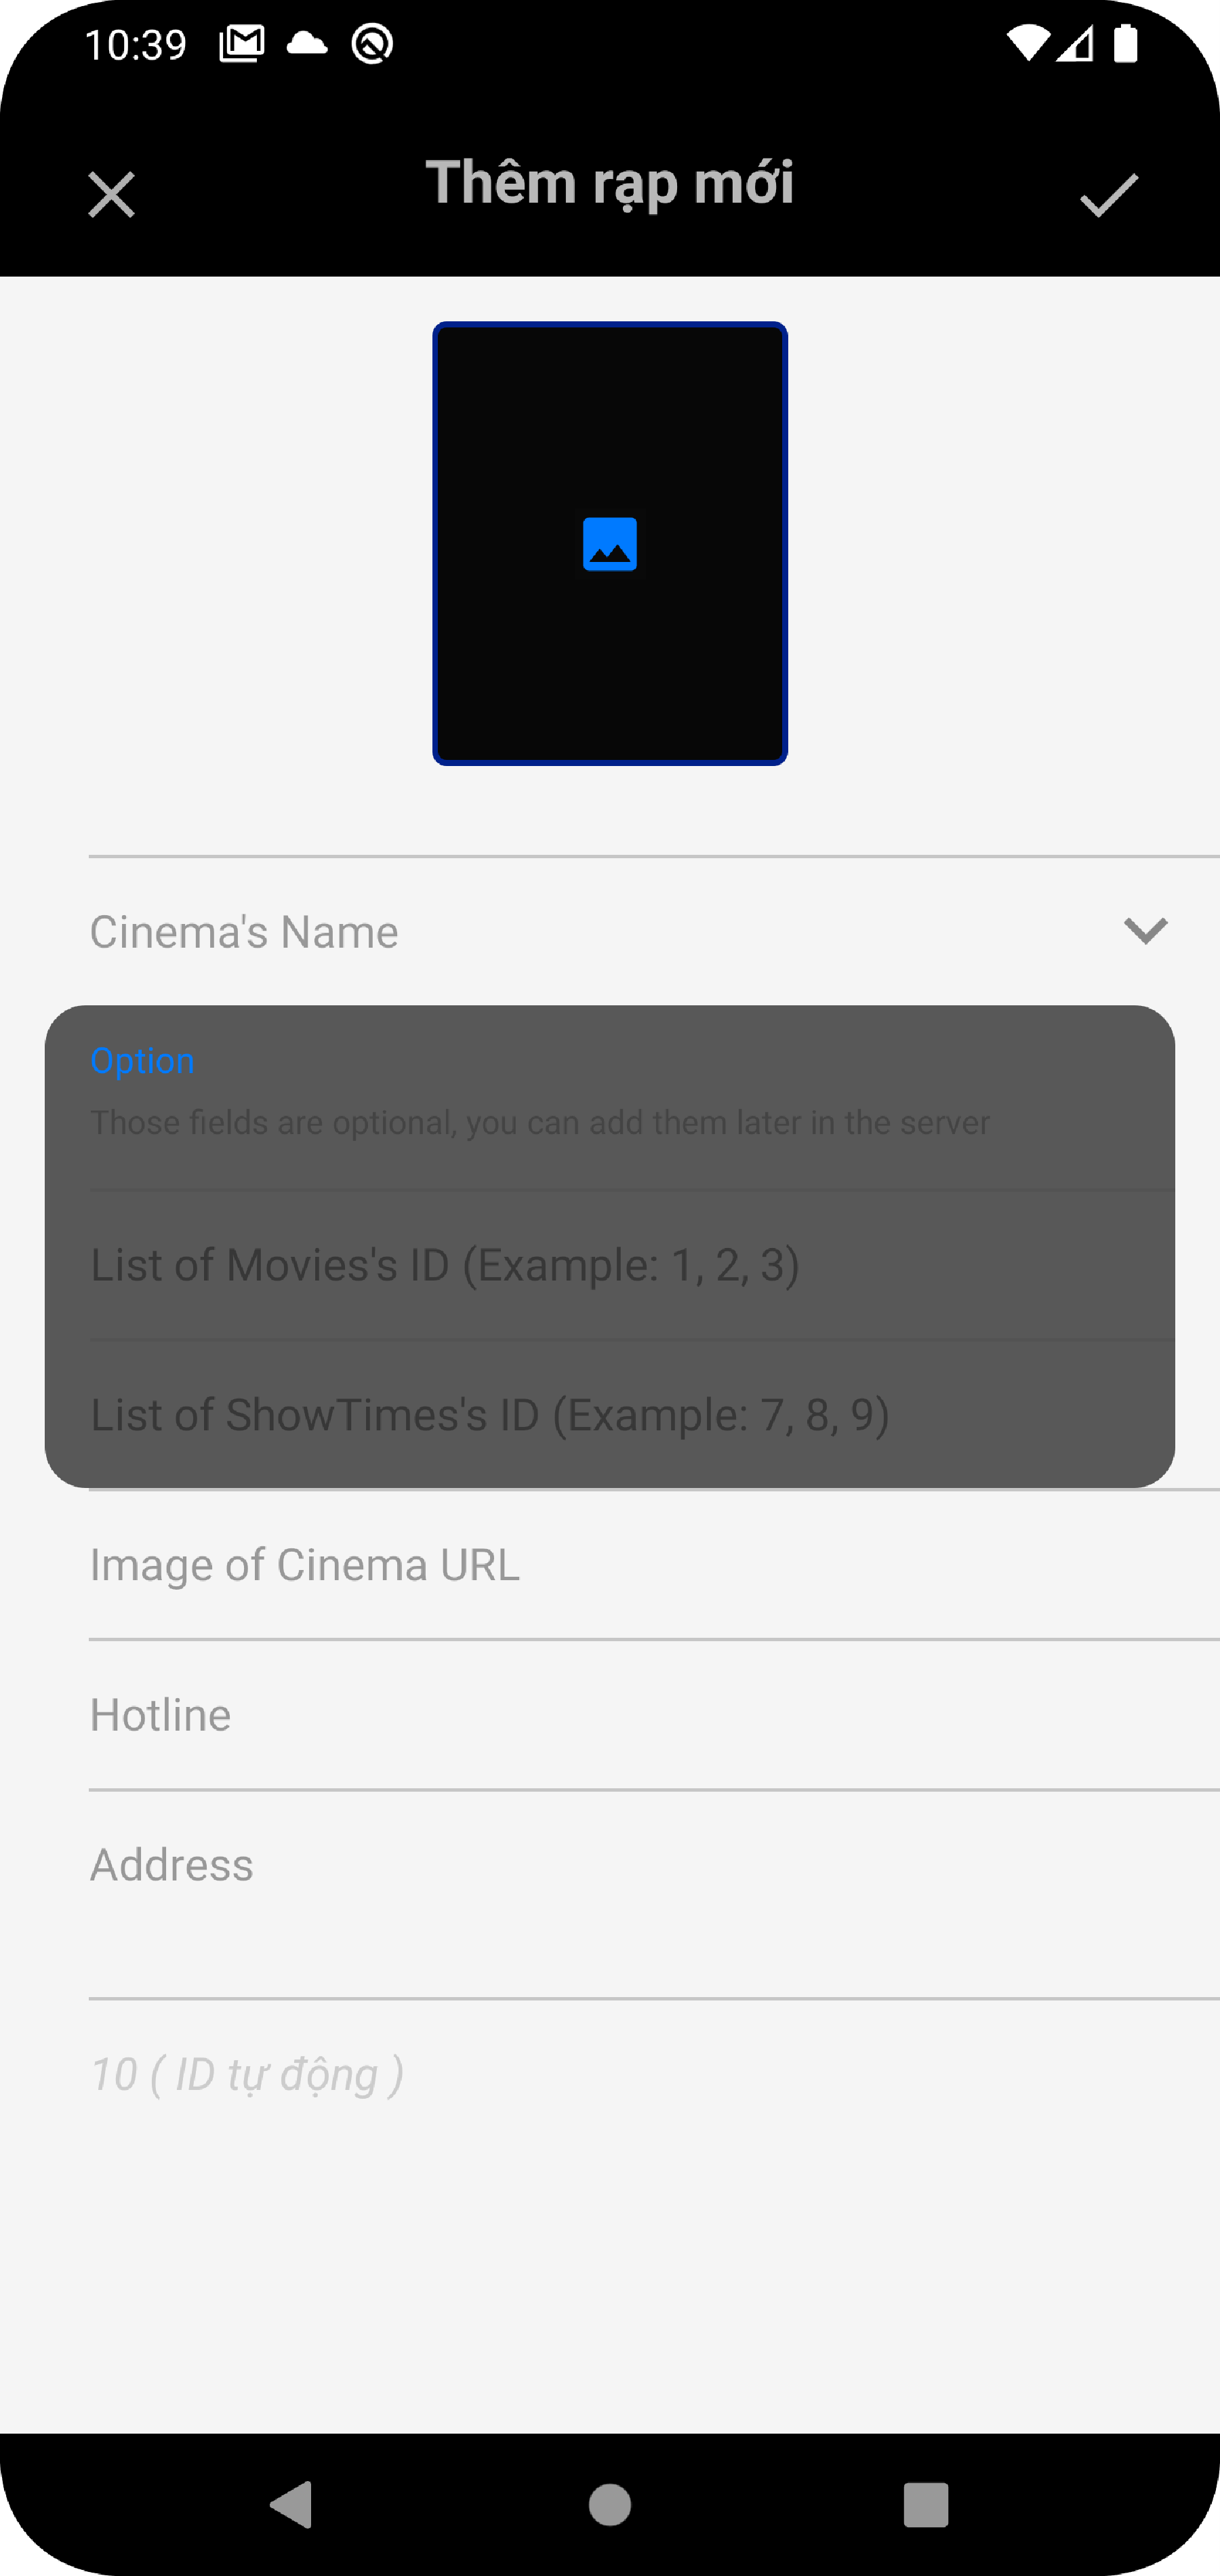 10:39
Thêm rạp mới
Cinema's Name
Option
Those fields are optional, you can add them later in the server
List of Movies's ID (Example: 1, 2, 3)
List of ShowTimes's ID (Example: 7, 8, 9)
Image of Cinema URL
Hotline
Address
10 ( ID tự động )